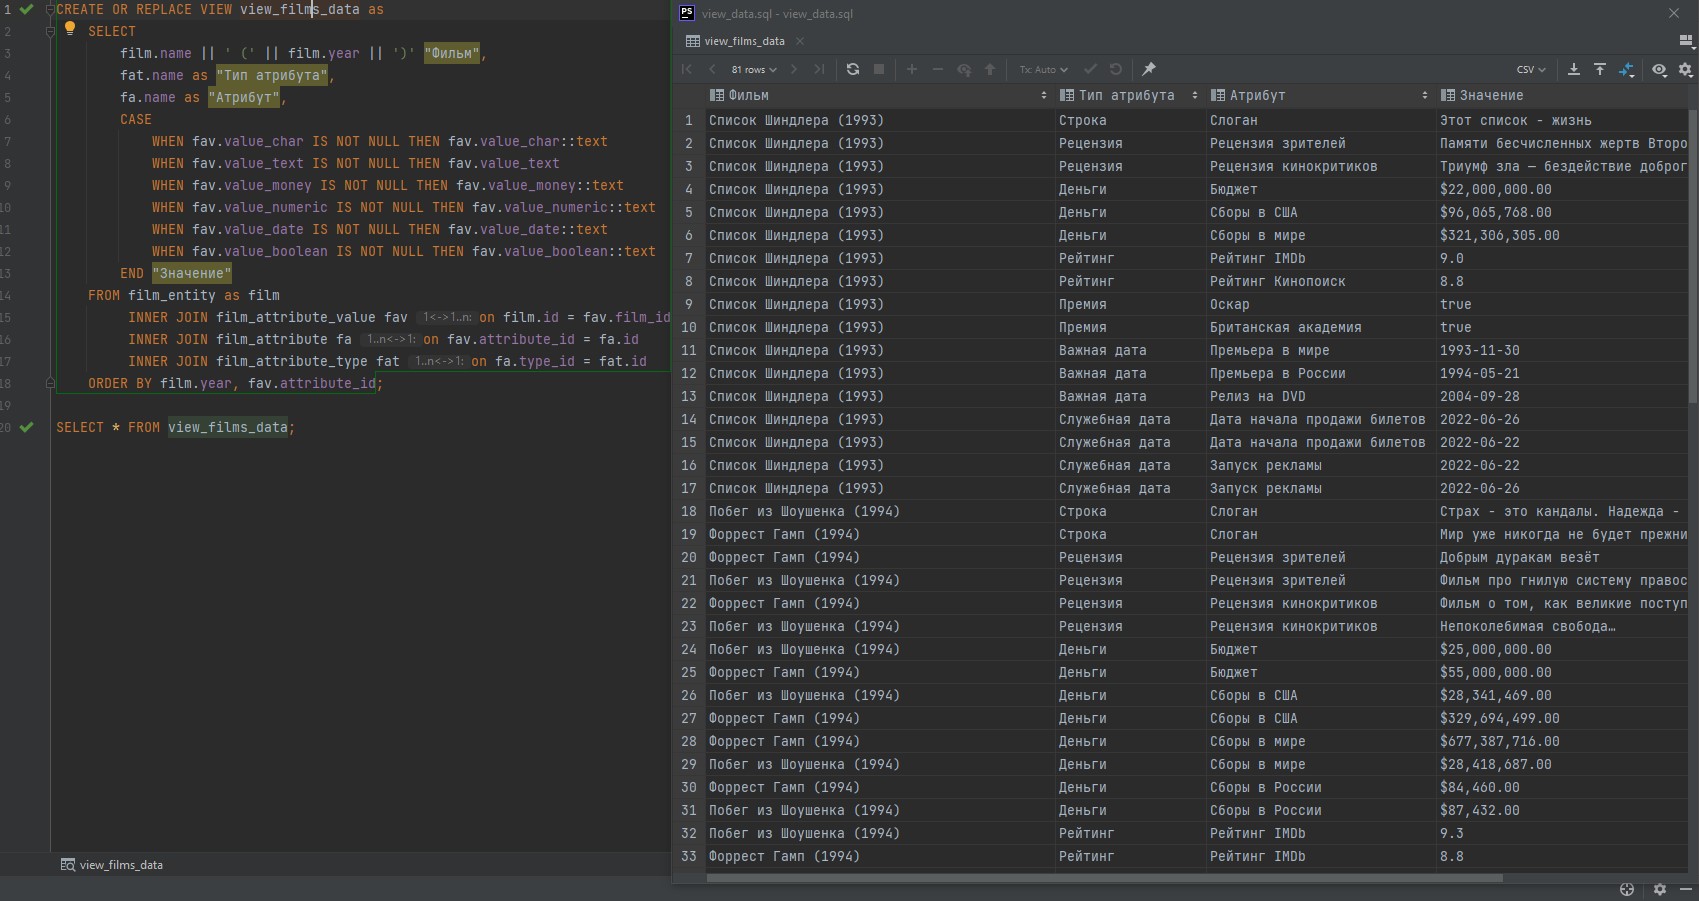 1 CREATE OR REPLACE VIEW view_films_data as
2 SELECT
3 film.name || ' (' || film.year || ')' "Фильм",
4 fat.name as "Тип атрибута",
5 fa.name as "Атрибут",
6 CASE
7 WHEN fav.value_char IS NOT NULL THEN fav.value_char::text
8 WHEN fav.value_text IS NOT NULL THEN fav.value_text
9 WHEN fav.value_money IS NOT NULL THEN fav.value_money::text
10 WHEN fav.value_numeric IS NOT NULL THEN fav.value_numeric::text
11 WHEN fav.value_date IS NOT NULL THEN fav.value_date::text
12 WHEN fav.value_boolean IS NOT NULL THEN fav.value_boolean::text
13 END "Значение"
14 FROM film_entity as film
15 INNER JOIN film_attribute_value fav 1<->1..n: on film.id = fav.film_id
16 INNER JOIN film_attribute fa 1..n<->1: on fav.attribute_id = fa.id
17 INNER JOIN film_attribute_type fat 1..n<->1: on fa.type_id = fat.id
18 ORDER BY film.year, fav.attribute_id;
19
20 SELECT * FROM view_films_data;
view_films_data
PS view_data.sql - view_data.sql
view_films_data
81 rows Tx: Auto CSV
Фильм Тип атрибута Атрибут Значение
1 Список Шиндлера (1993) Строка Слоган Этот список - жизнь
2 Список Шиндлера (1993) Рецензия Рецензия зрителей Памяти бесчисленных жертв Второ
3 Список Шиндлера (1993) Рецензия Рецензия кинокритиков Триумф зла — бездействие доброг
4 Список Шиндлера (1993) Деньги Бюджет $22,000,000.00
5 Список Шиндлера (1993) Деньги Сборы в США $96,065,768.00
6 Список Шиндлера (1993) Деньги Сборы в мире $321,306,305.00
7 Список Шиндлера (1993) Рейтинг Рейтинг IMDb 9.0
8 Список Шиндлера (1993) Рейтинг Рейтинг Кинопоиск 8.8
9 Список Шиндлера (1993) Премия Оскар true
10 Список Шиндлера (1993) Премия Британская академия true
11 Список Шиндлера (1993) Важная дата Премьера в мире 1993-11-30
12 Список Шиндлера (1993) Важная дата Премьера в России 1994-05-21
13 Список Шиндлера (1993) Важная дата Релиз на DVD 2004-09-28
14 Список Шиндлера (1993) Служебная дата Дата начала продажи билетов 2022-06-26
15 Список Шиндлера (1993) Служебная дата Дата начала продажи билетов 2022-06-22
16 Список Шиндлера (1993) Служебная дата Запуск рекламы 2022-06-22
17 Список Шиндлера (1993) Служебная дата Запуск рекламы 2022-06-26
18 Побег из Шоушенка (1994) Строка Слоган Страх - это кандалы. Надежда -
19 Форрест Гамп (1994) Строка Слоган Мир уже никогда не будет прежни
20 Форрест Гамп (1994) Рецензия Рецензия зрителей Добрым дуракам везёт
21 Побег из Шоушенка (1994) Рецензия Рецензия зрителей Фильм про гнилую систему правос
22 Форрест Гамп (1994) Рецензия Рецензия кинокритиков Фильм о том, как великие поступ
23 Побег из Шоушенка (1994) Рецензия Рецензия кинокритиков Непоколебимая свобода…
24 Побег из Шоушенка (1994) Деньги Бюджет $25,000,000.00
25 Форрест Гамп (1994) Деньги Бюджет $55,000,000.00
26 Побег из Шоушенка (1994) Деньги Сборы в США $28,341,469.00
27 Форрест Гамп (1994) Деньги Сборы в США $329,694,499.00
28 Форрест Гамп (1994) Деньги Сборы в мире $677,387,716.00
29 Побег из Шоушенка (1994) Деньги Сборы в мире $28,418,687.00
30 Форрест Гамп (1994) Деньги Сборы в России $84,460.00
31 Побег из Шоушенка (1994) Деньги Сборы в России $87,432.00
32 Побег из Шоушенка (1994) Рейтинг Рейтинг IMDb 9.3
33 Форрест Гамп (1994) Рейтинг Рейтинг IMDb 8.8